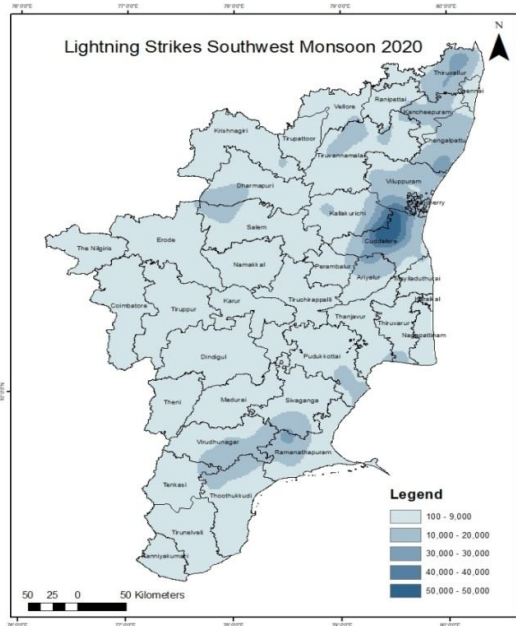 Lightning Strikes Southwest Monsoon 2020
N
Thiruvallur
Chennai
Ranipettai
Vellore
Kancheepuram
Krishnagiri
Tirupattoor
Chengalpattu
Tiruvannamalai
Dharmapuri
Viluppuram
Kallakurichi
Salem
Cuddalore
The Nilgiris
Erode
Namakkal
Perambalur
Ariyalur
Mayiladuthurai
Coimbatore
Tiruppur
Karur
Tiruchirappalli
Thanjavur
Thiruvarur
Nagapattinam
Dindigul
Pudukkottai
Theni
Madurai
Sivaganga
Virudhunagar
Ramanathapuram
Tenkasi
Thoothukkudi
Tirunelveli
Kanniyakumari
Legend
100 - 9,000
10,000 - 20,000
30,000 - 30,000
40,000 - 40,000
50,000 - 50,000
50 25 0 50 Kilometers